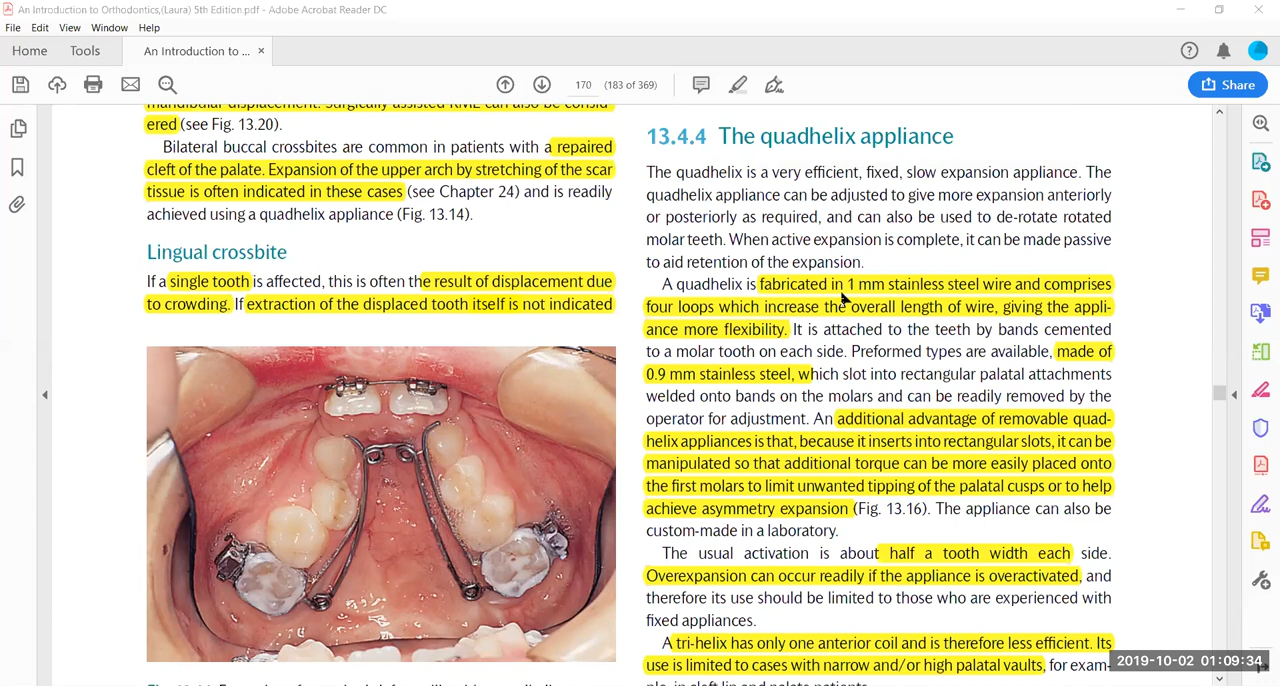 An Introduction to Orthodontics,(Laura) 5th Edition.pdf - Adobe Acrobat Reader DC
File Edit View Window Help
Home Tools An Introduction to ... ×
170 (183 of 369)
Share
mandibular displacement. Surgically assisted RME can also be consid-
ered (see Fig. 13.20).
Bilateral buccal crossbites are common in patients with a repaired
cleft of the palate. Expansion of the upper arch by stretching of the scar
tissue is often indicated in these cases (see Chapter 24) and is readily
achieved using a quadhelix appliance (Fig. 13.14).
Lingual crossbite
If a single tooth is affected, this is often the result of displacement due
to crowding. If extraction of the displaced tooth itself is not indicated
13.4.4 The quadhelix appliance
The quadhelix is a very efficient, fixed, slow expansion appliance. The
quadhelix appliance can be adjusted to give more expansion anteriorly
or posteriorly as required, and can also be used to de-rotate rotated
molar teeth. When active expansion is complete, it can be made passive
to aid retention of the expansion.
A quadhelix is fabricated in 1 mm stainless steel wire and comprises
four loops which increase the overall length of wire, giving the appli-
ance more flexibility. It is attached to the teeth by bands cemented
to a molar tooth on each side. Preformed types are available, made of
0.9 mm stainless steel, which slot into rectangular palatal attachments
welded onto bands on the molars and can be readily removed by the
operator for adjustment. An additional advantage of removable quad-
helix appliances is that, because it inserts into rectangular slots, it can be
manipulated so that additional torque can be more easily placed onto
the first molars to limit unwanted tipping of the palatal cusps or to help
achieve asymmetry expansion (Fig. 13.16). The appliance can also be
custom-made in a laboratory.
The usual activation is about half a tooth width each side.
Overexpansion can occur readily if the appliance is overactivated, and
therefore its use should be limited to those who are experienced with
fixed appliances.
A tri-helix has only one anterior coil and is therefore less efficient. Its
use is limited to cases with narrow and/or high palatal vaults, for exam-
2019-10-02 01:09:34